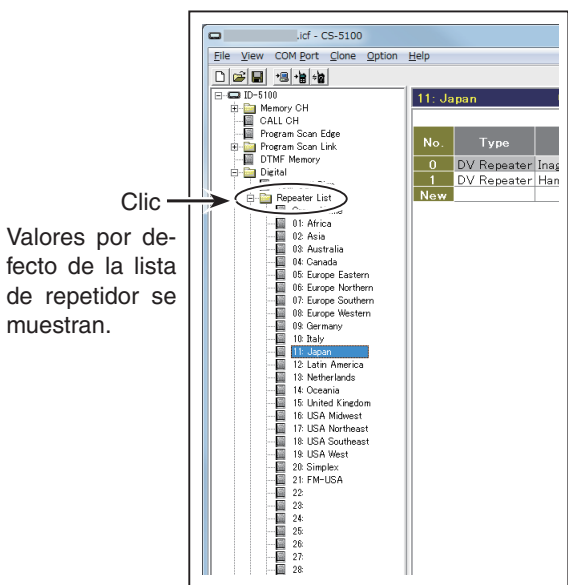 .icf - CS-5100
File View COM Port Clone Option Help
ID-5100
Memory CH
CALL CH
Program Scan Edge
Program Scan Link
DTMF Memory
Digital
Repeater List
01: Africa
02: Asia
03: Australia
04: Canada
05: Europe Eastern
06: Europe Northern
07: Europe Southern
08: Europe Western
09: Germany
10: Italy
11: Japan
12: Latin America
13: Netherlands
14: Oceania
15: United Kingdom
16: USA Midwest
17: USA Northeast
18: USA Southeast
19: USA West
20: Simplex
21: FM-USA
22:
23:
24:
25:
26:
27:
28:
11: Japan
No. Type
0 DV Repeater Inag
1 DV Repeater Ham
New
Clic
Valores por de-
fecto de la lista
de repetidor se
muestran.